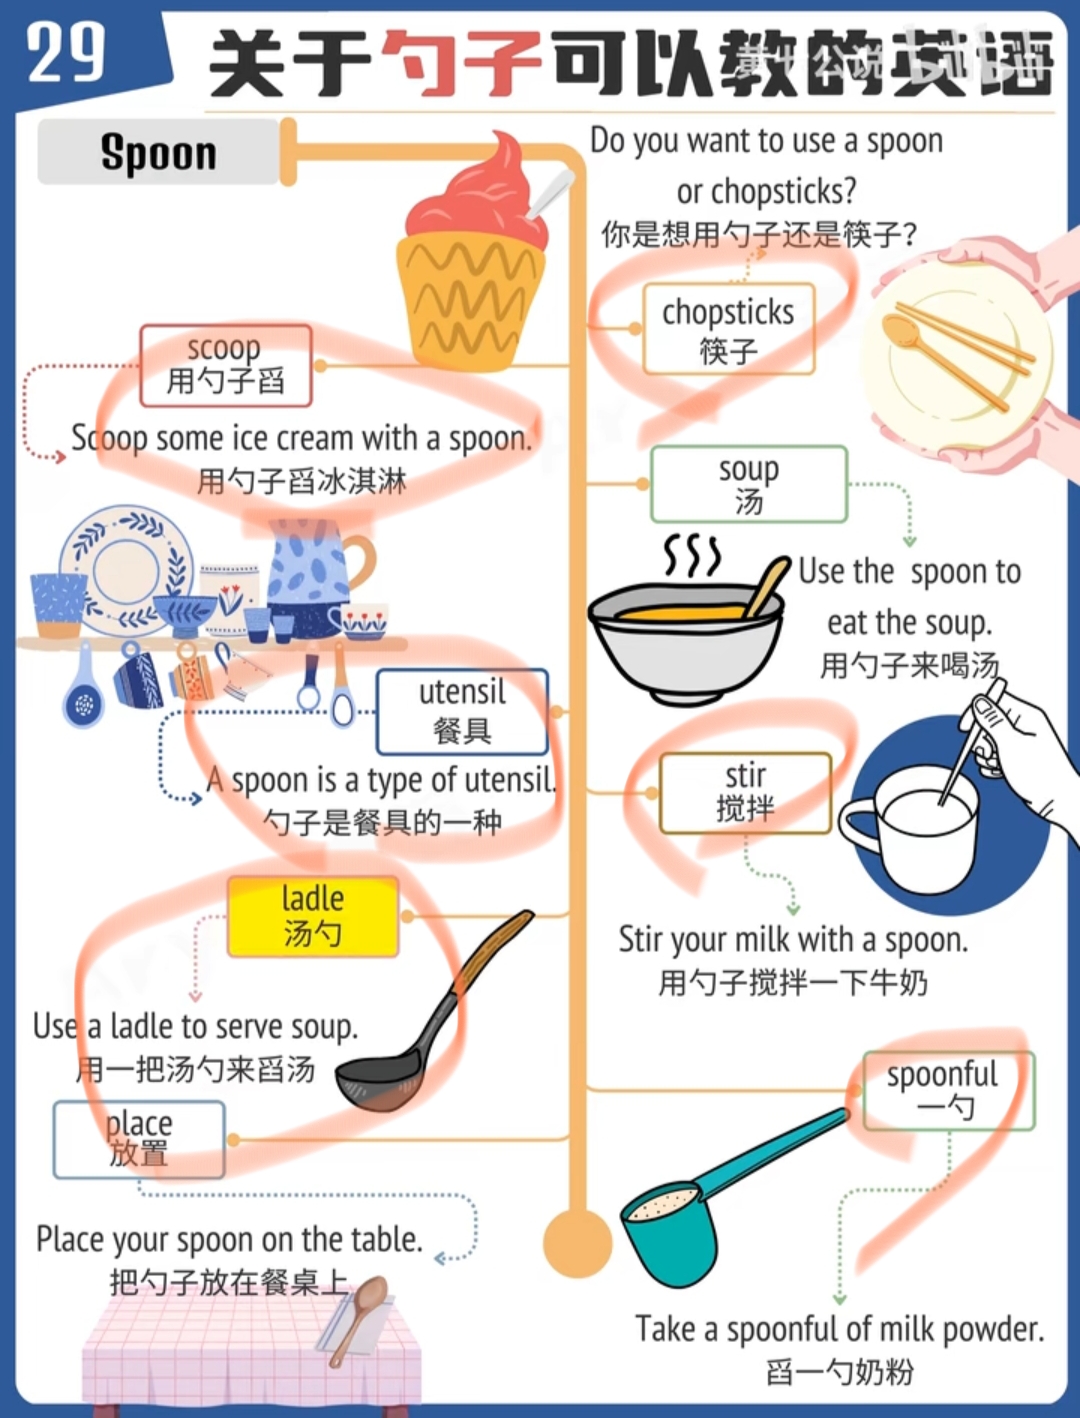 29
关于勺子可以教的英语
bilibili
Spoon
Do you want to use a spoon
or chopsticks?
你是想用勺子还是筷子?
chopsticks
筷子
scoop
用勺子舀
Scoop some ice cream with a spoon.
用勺子舀冰淇淋
soup
汤
Use the spoon to
eat the soup.
用勺子来喝汤
utensil
餐具
A spoon is a type of utensil.
勺子是餐具的一种
stir
搅拌
Stir your milk with a spoon.
用勺子搅拌一下牛奶
ladle
汤勺
Use a ladle to serve soup.
用一把汤勺来舀汤
place
放置
Place your spoon on the table.
把勺子放在餐桌上
spoonful
一勺
Take a spoonful of milk powder.
舀一勺奶粉